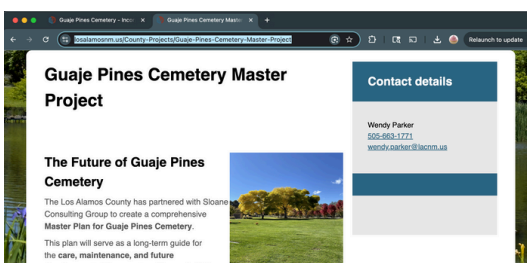 Guaje Pines Cemetery - Incor
Guaje Pines Cemetery Master
losalamosnm.us/County-Projects/Guaje-Pines-Cemetery-Master-Project
Relaunch to update
Guaje Pines Cemetery Master
Project
The Future of Guaje Pines
Cemetery
The Los Alamos County has partnered with Sloane
Consulting Group to create a comprehensive
Master Plan for Guaje Pines Cemetery.
This plan will serve as a long-term guide for
the care, maintenance, and future
Contact details
Wendy Parker
505-663-1771
wendy.parker@lacnm.us